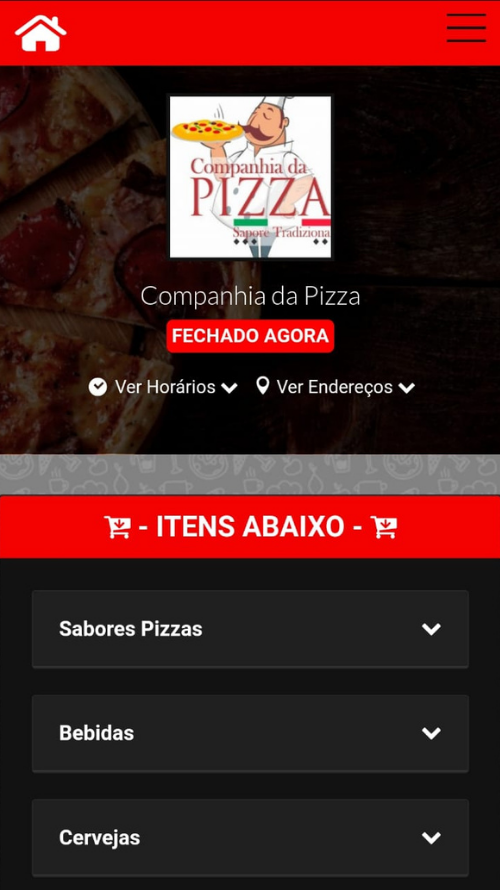 Companhia da
PIZZA
Sapore Tradiziona
Companhia da Pizza
FECHADO AGORA
Ver Horários
Ver Endereços
- ITENS ABAIXO -
Sabores Pizzas
Bebidas
Cervejas